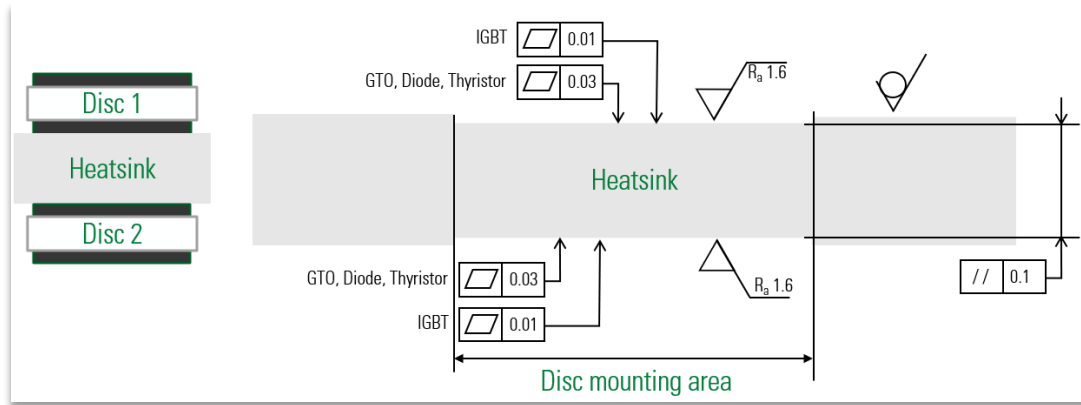 IGBT
0.01
GTO, Diode, Thyristor
0.03
Ra 1.6
Disc 1
Heatsink
Disc 2
Heatsink
GTO, Diode, Thyristor
0.03
IGBT
0.01
Ra 1.6
// 0.1
Disc mounting area